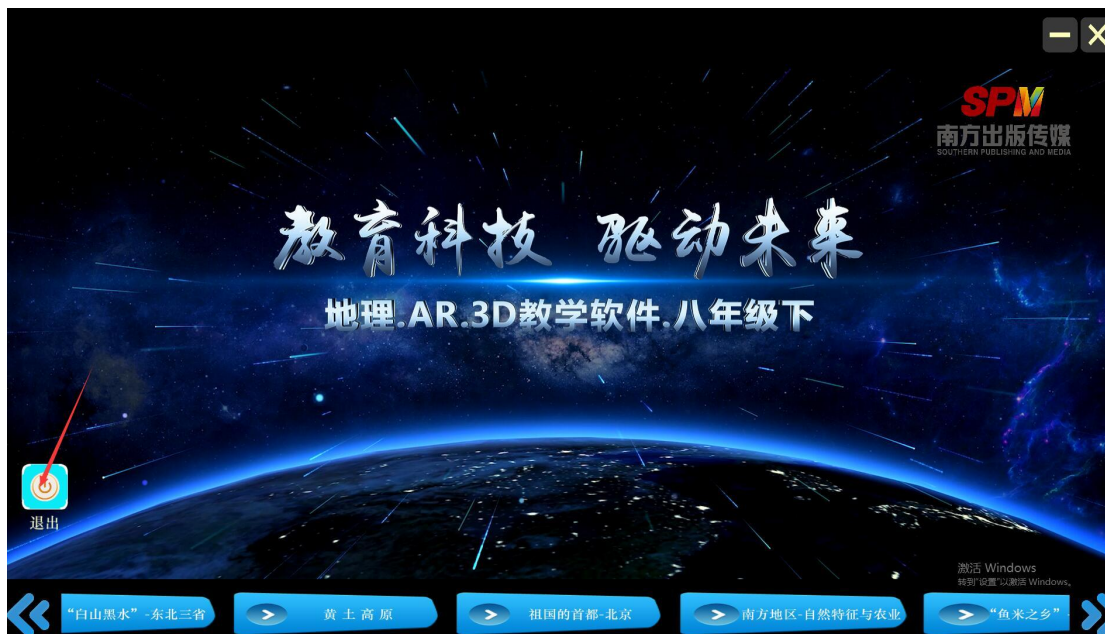 SPM
南方出版传媒
SOUTHERN PUBLISHING AND MEDIA
教育科技 驱动未来
地理.AR.3D教学软件.八年级下
退出
激活 Windows
转到“设置”以激活 Windows。
“白山黑水”-东北三省
黄土高原
祖国的首都-北京
南方地区-自然特征与农业
“鱼米之乡”-